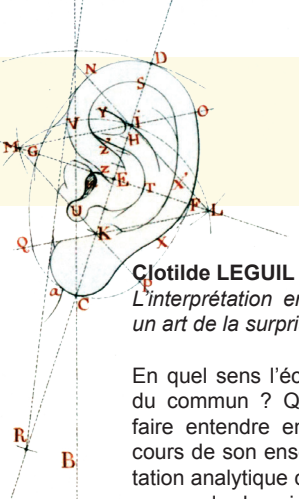 N
D
S
Y
O
V
i
M
G
H
z
z
E
T
X'
F
L
U
K
Q
X
a
C
P
R
B
Clotilde LEGUIL
L'interprétation en
un art de la surpri
En quel sens l'éc
du commun ? Q
faire entendre en
cours de son ens
tation analytique o